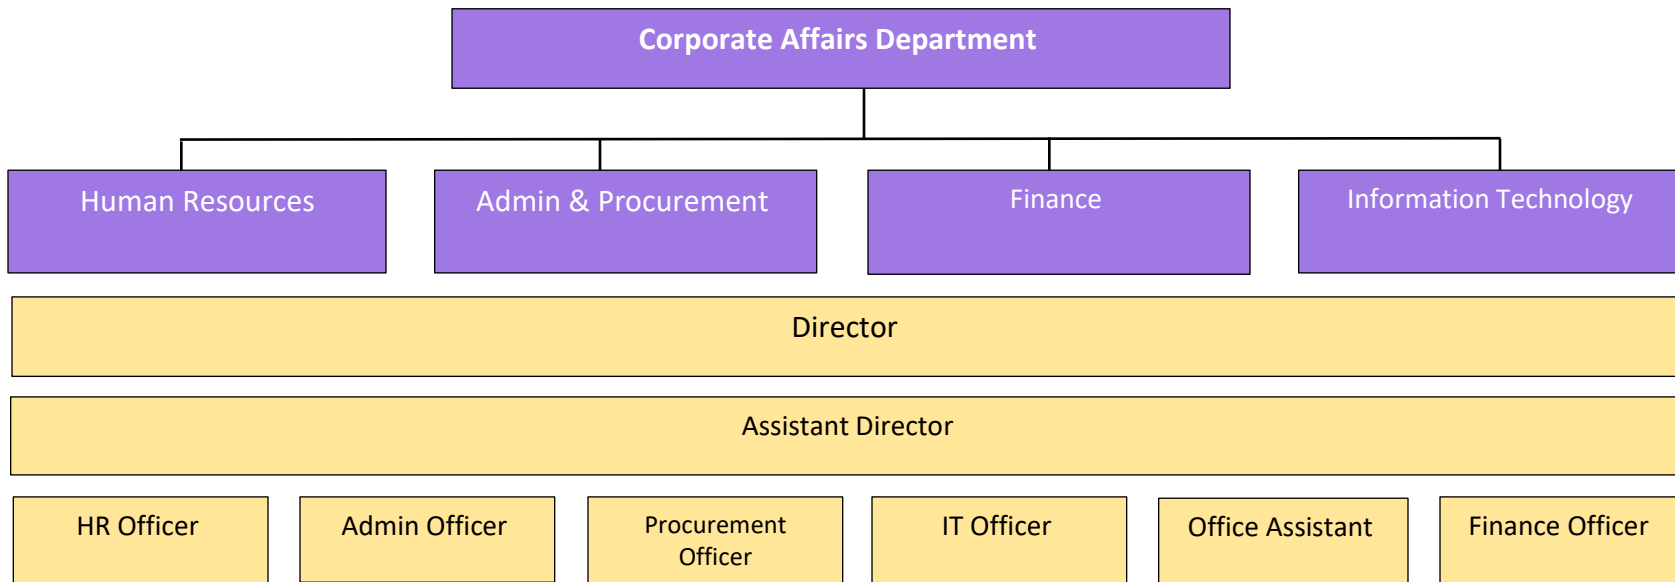 Corporate Affairs Department
Human Resources
Admin & Procurement
Finance
Information Technology
Director
Assistant Director
HR Officer
Admin Officer
Procurement
Officer
IT Officer
Office Assistant
Finance Officer